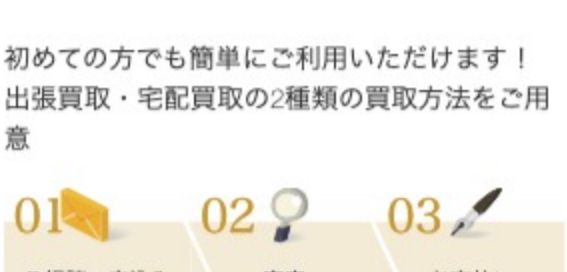 初めての方でも簡単にご利用いただけます！
出張買取・宅配買取の2種類の買取方法をご用
意
01 02 03